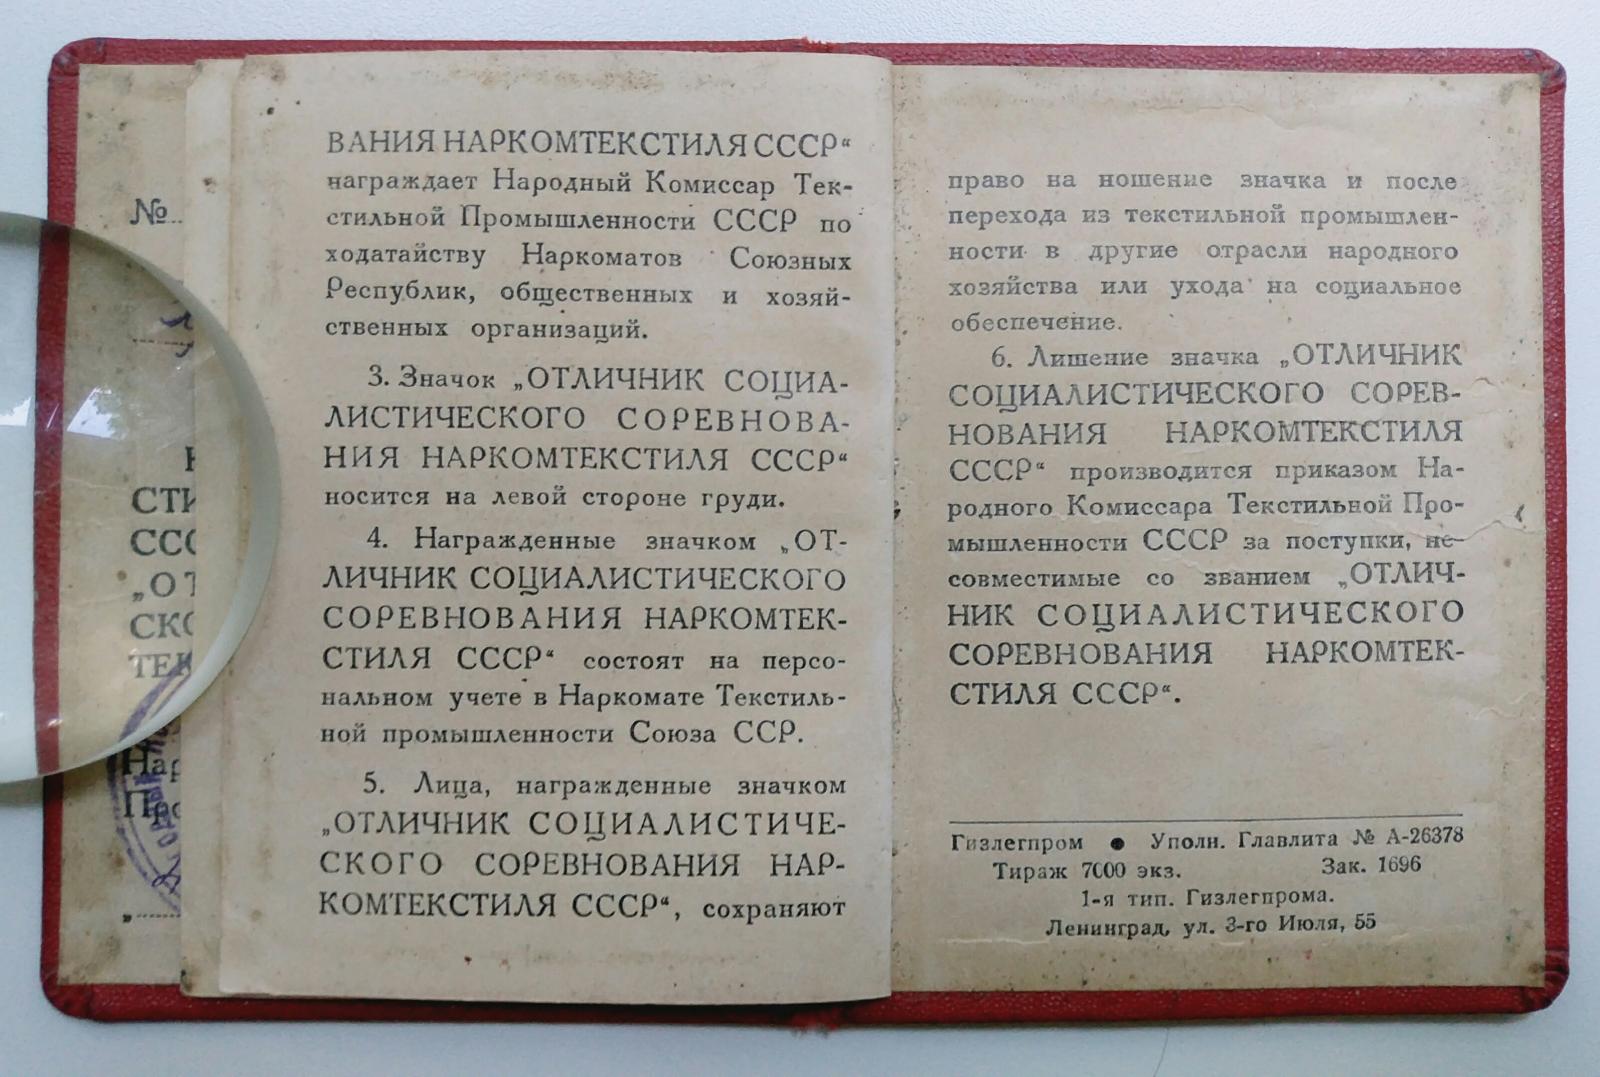 №
СТИ
ССС
„ОТ
СКО
ТЕК
Нар
Про
ВАНИЯ НАРКОМТЕКСТИЛЯ СССР“
награждает Народный Комиссар Тек-
стильной Промышленности СССР по
ходатайству Наркоматов Союзных
Республик, общественных и хозяй-
ственных организаций.
3. Значок „ОТЛИЧНИК СОЦИА-
ЛИСТИЧЕСКОГО СОРЕВНОВА-
НИЯ НАРКОМТЕКСТИЛЯ СССР“
носится на левой стороне груди.
4. Награжденные значком „ОТ-
ЛИЧНИК СОЦИАЛИСТИЧЕСКОГО
СОРЕВНОВАНИЯ НАРКОМТЕК-
СТИЛЯ СССР“ состоят на персо-
нальном учете в Наркомате Текстиль-
ной промышленности Союза ССР.
5. Лица, награжденные значком
„ОТЛИЧНИК СОЦИАЛИСТИЧЕ-
СКОГО СОРЕВНОВАНИЯ НАР-
КОМТЕКСТИЛЯ СССР“, сохраняют
право на ношение значка и после
перехода из текстильной промышлен-
ности в другие отрасли народного
хозяйства или ухода на социальное
обеспечение.
6. Лишение значка „ОТЛИЧНИК
СОЦИАЛИСТИЧЕСКОГО СОРЕВ-
НОВАНИЯ НАРКОМТЕКСТИЛЯ
СССР“ производится приказом На-
родного Комиссара Текстильной Про-
мышленности СССР за поступки, не-
совместимые со званием „ОТЛИЧ-
НИК СОЦИАЛИСТИЧЕСКОГО
СОРЕВНОВАНИЯ НАРКОМТЕК-
СТИЛЯ СССР“.
Гизлегпром ● Уполн. Главлита № А-26378
Тираж 7000 экз. Зак. 1696
1-я тип. Гизлегпрома.
Ленинград, ул. 3-го Июля, 55